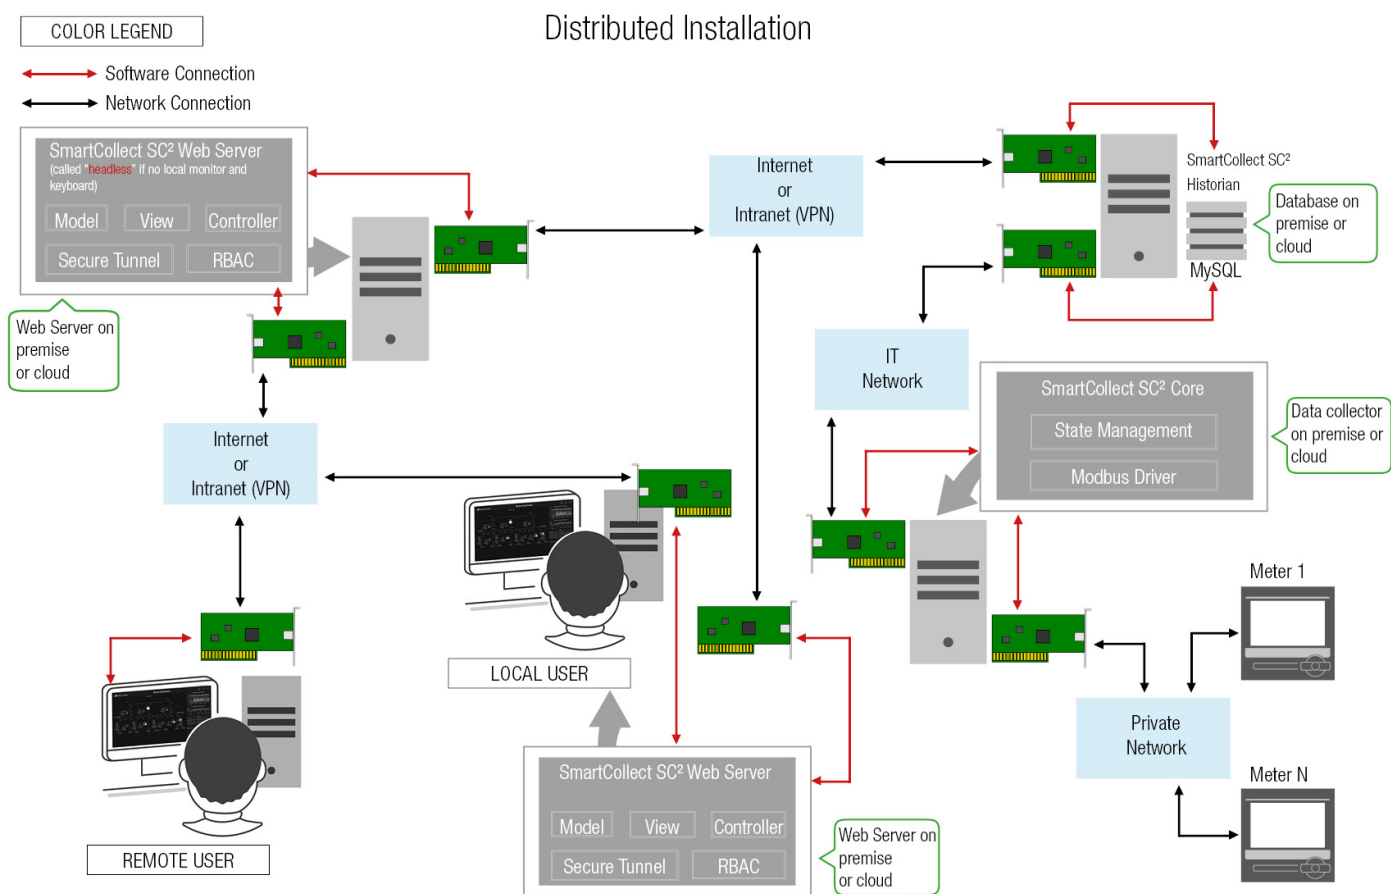 Distributed Installation
COLOR LEGEND
Software Connection
Network Connection
SmartCollect SC² Web Server
(called "headless" if no local monitor and
keyboard)
Model
View
Controller
Secure Tunnel
RBAC
Web Server on
premise
or cloud
Internet
or
Intranet (VPN)
SmartCollect SC²
Historian
MySQL
Database on
premise or
cloud
IT
Network
SmartCollect SC² Core
State Management
Modbus Driver
Data collector
on premise or
cloud
Internet
or
Intranet (VPN)
LOCAL USER
REMOTE USER
SmartCollect SC² Web Server
Model
View
Controller
Secure Tunnel
RBAC
Web Server on
premise
or cloud
Meter 1
Private
Network
Meter N